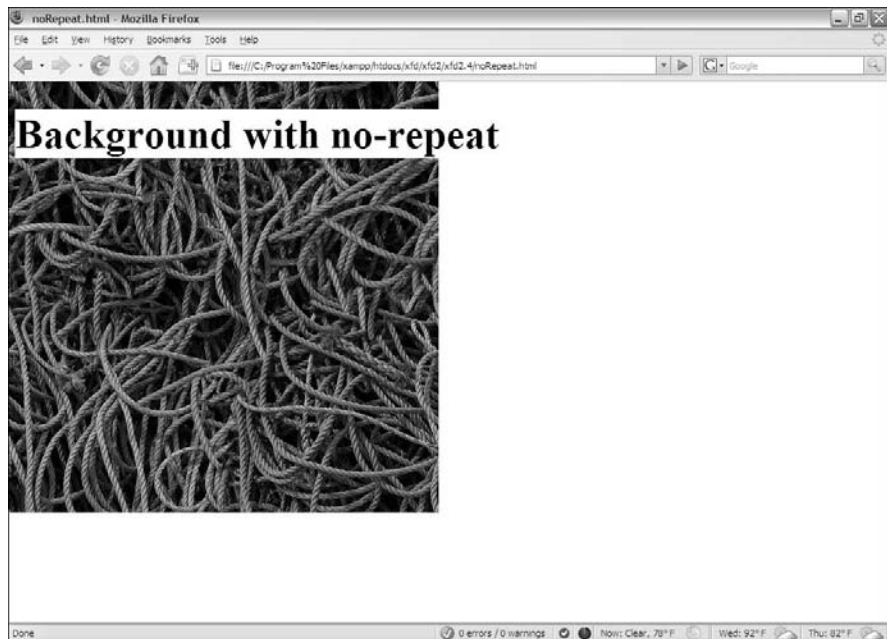 noRepeat.html - Mozilla Firefox
File Edit View History Bookmarks Tools Help
file:///C:/Program%20Files/xampp/htdocs/xfd/xfd2/xfd2.4/noRepeat.html
G Google
Background with no-repeat
Done 0 errors / 0 warnings Now: Clear, 78° F Wed: 92° F Thu: 82° F